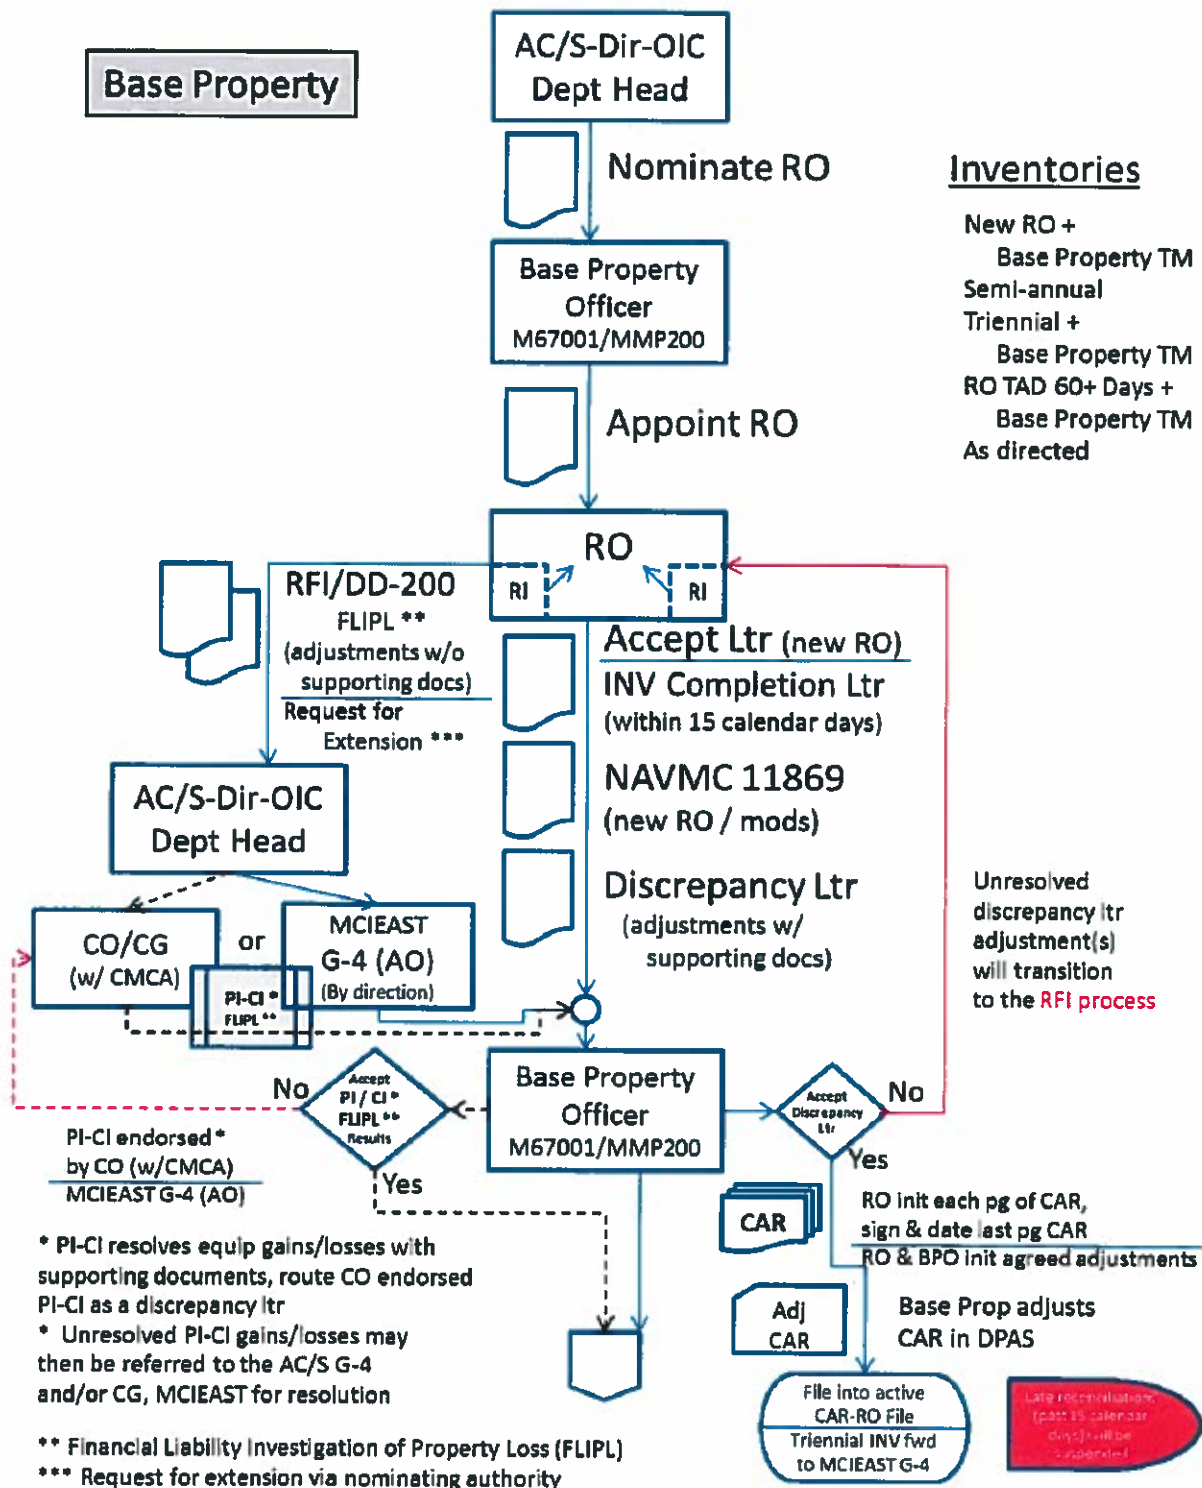 Base Property
AC/S-Dir-OIC
Dept Head
Nominate RO
Base Property
Officer
M67001/MMP200
Appoint RO
Inventories
New RO +
Base Property TM
Semi-annual
Triennial +
Base Property TM
RO TAD 60+ Days +
Base Property TM
As directed
RO
RI
RI
RFI/DD-200
FLIPL **
(adjustments w/o
supporting docs)
Request for
Extension ***
Accept Ltr (new RO)
INV Completion Ltr
(within 15 calendar days)
NAVMC 11869
(new RO / mods)
Discrepancy Ltr
(adjustments w/
supporting docs)
AC/S-Dir-OIC
Dept Head
CO/CG
(w/ CMCA)
or
MCIEAST
G-4 (AO)
(By direction)
PI-CI *
FLIPL **
Unresolved
discrepancy ltr
adjustment(s)
will transition
to the RFI process
No
Accept
PI / CI *
FLIPL **
Results
Yes
Base Property
Officer
M67001/MMP200
Accept
Discrepancy
Ltr
No
Yes
PI-CI endorsed *
by CO (w/CMCA)
MCIEAST G-4 (AO)
CAR
RO init each pg of CAR,
sign & date last pg CAR
RO & BPO init agreed adjustments
Adj
CAR
Base Prop adjusts
CAR in DPAS
File into active
CAR-RO File
Triennial INV fwd
to MCIEAST G-4
Late reconciliations
(past 15 calendar
days) will be
suspended
* PI-CI resolves equip gains/losses with
supporting documents, route CO endorsed
PI-CI as a discrepancy ltr
* Unresolved PI-CI gains/losses may
then be referred to the AC/S G-4
and/or CG, MCIEAST for resolution
** Financial Liability Investigation of Property Loss (FLIPL)
*** Request for extension via nominating authority